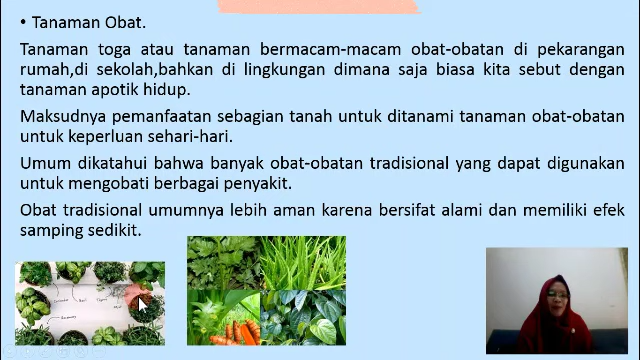 • Tanaman Obat.
Tanaman toga atau tanaman bermacam-macam obat-obatan di pekarangan
rumah,di sekolah,bahkan di lingkungan dimana saja biasa kita sebut dengan
tanaman apotik hidup.
Maksudnya pemanfaatan sebagian tanah untuk ditanami tanaman obat-obatan
untuk keperluan sehari-hari.
Umum dikatahui bahwa banyak obat-obatan tradisional yang dapat digunakan
untuk mengobati berbagai penyakit.
Obat tradisional umumnya lebih aman karena bersifat alami dan memiliki efek
samping sedikit.